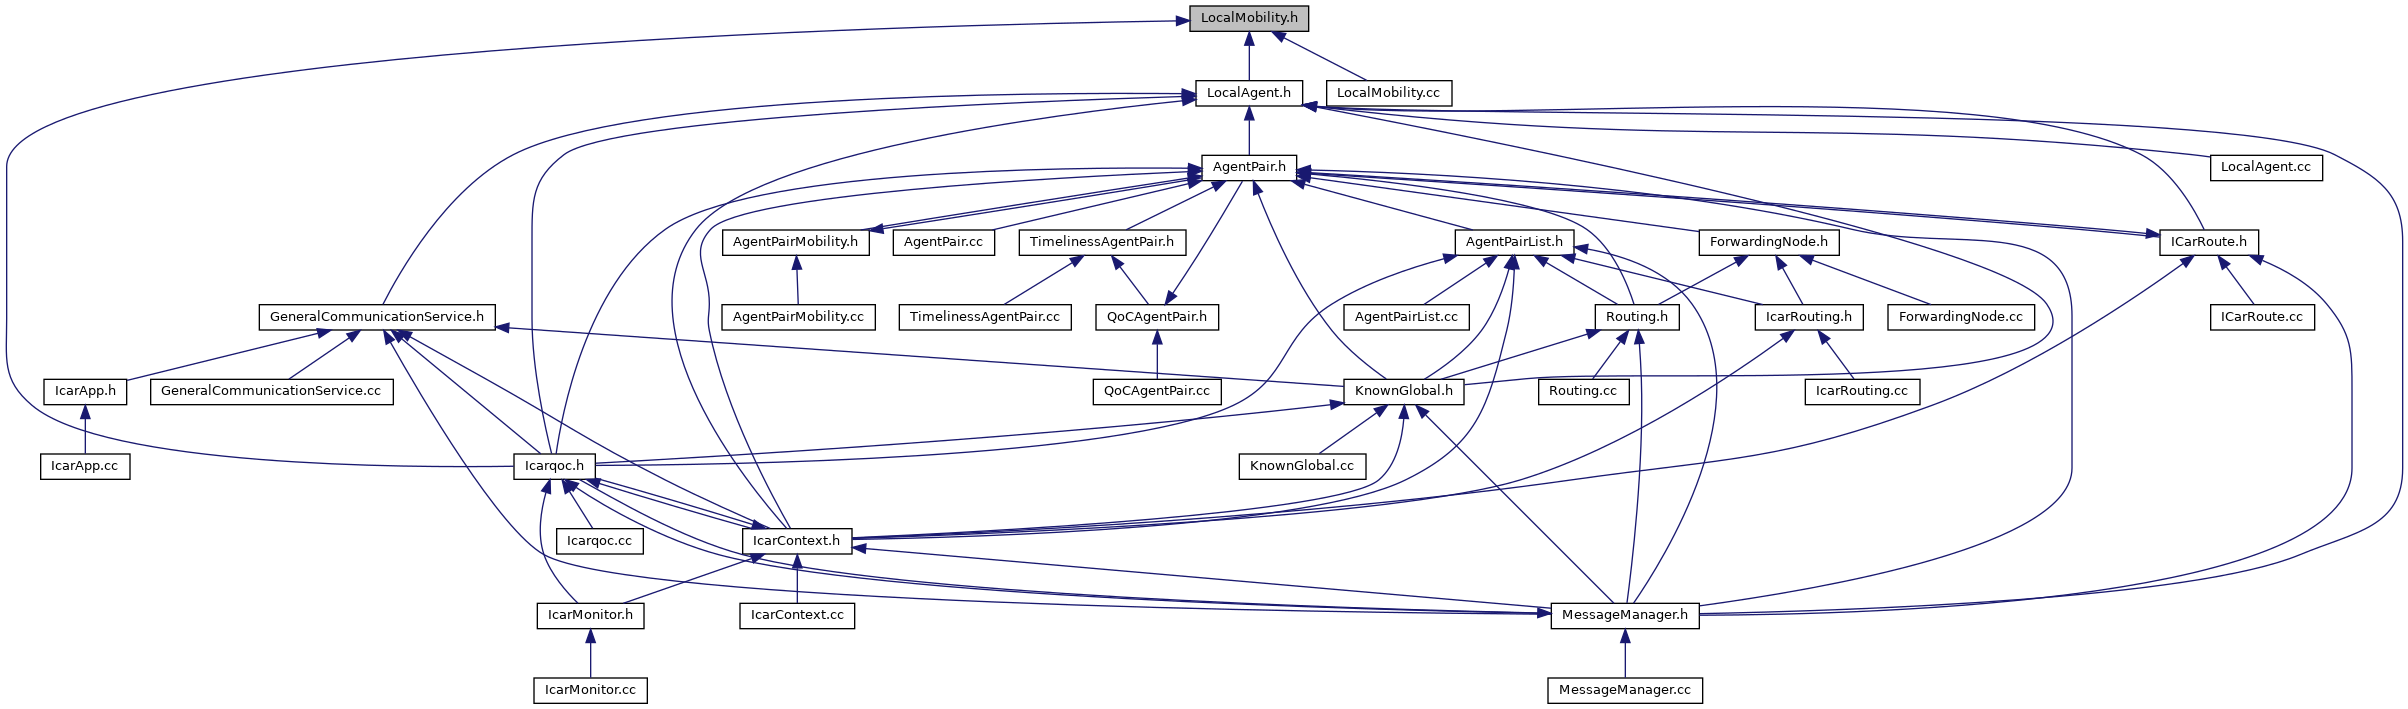 LocalMobility.h
LocalAgent.h
LocalMobility.cc
AgentPair.h
LocalAgent.cc
AgentPairMobility.h
AgentPair.cc
TimelinessAgentPair.h
AgentPairList.h
ForwardingNode.h
ICarRoute.h
GeneralCommunicationService.h
AgentPairMobility.cc
TimelinessAgentPair.cc
QoCAgentPair.h
AgentPairList.cc
Routing.h
IcarRouting.h
ForwardingNode.cc
ICarRoute.cc
IcarApp.h
GeneralCommunicationService.cc
QoCAgentPair.cc
KnownGlobal.h
Routing.cc
IcarRouting.cc
IcarApp.cc
Icarqoc.h
KnownGlobal.cc
Icarqoc.cc
IcarContext.h
IcarMonitor.h
IcarContext.cc
MessageManager.h
IcarMonitor.cc
MessageManager.cc